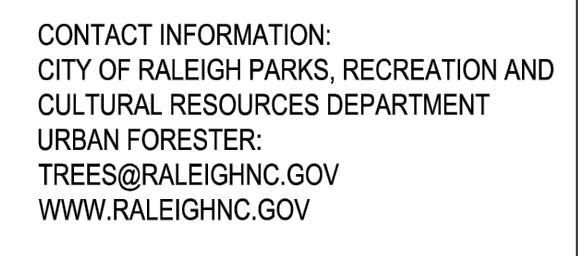 CONTACT INFORMATION:
CITY OF RALEIGH PARKS, RECREATION AND
CULTURAL RESOURCES DEPARTMENT
URBAN FORESTER:
TREES@RALEIGHNC.GOV
WWW.RALEIGHNC.GOV